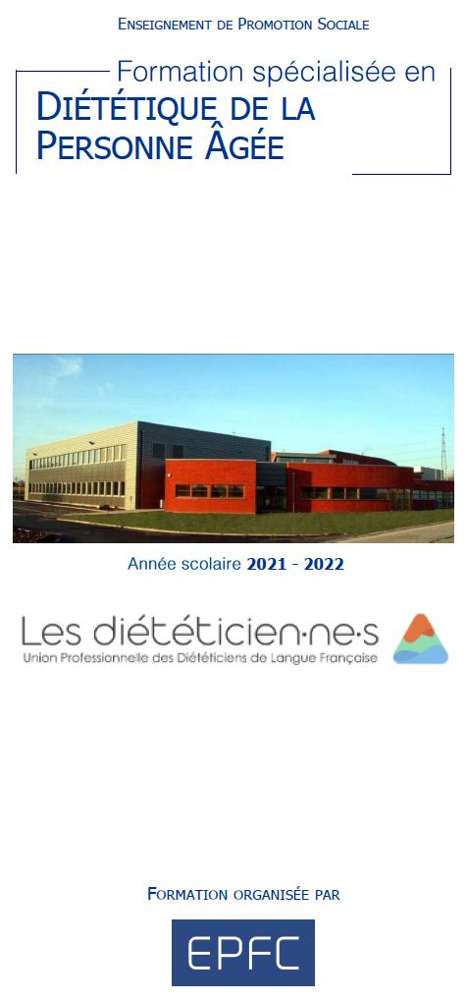 Enseignement de Promotion Sociale
Formation spécialisée en
Diététique de la
Personne Âgée
Année scolaire 2021 - 2022
Les diététicien·ne·s
Union Professionnelle des Diététiciens de Langue Française
Formation organisée par
EPFC